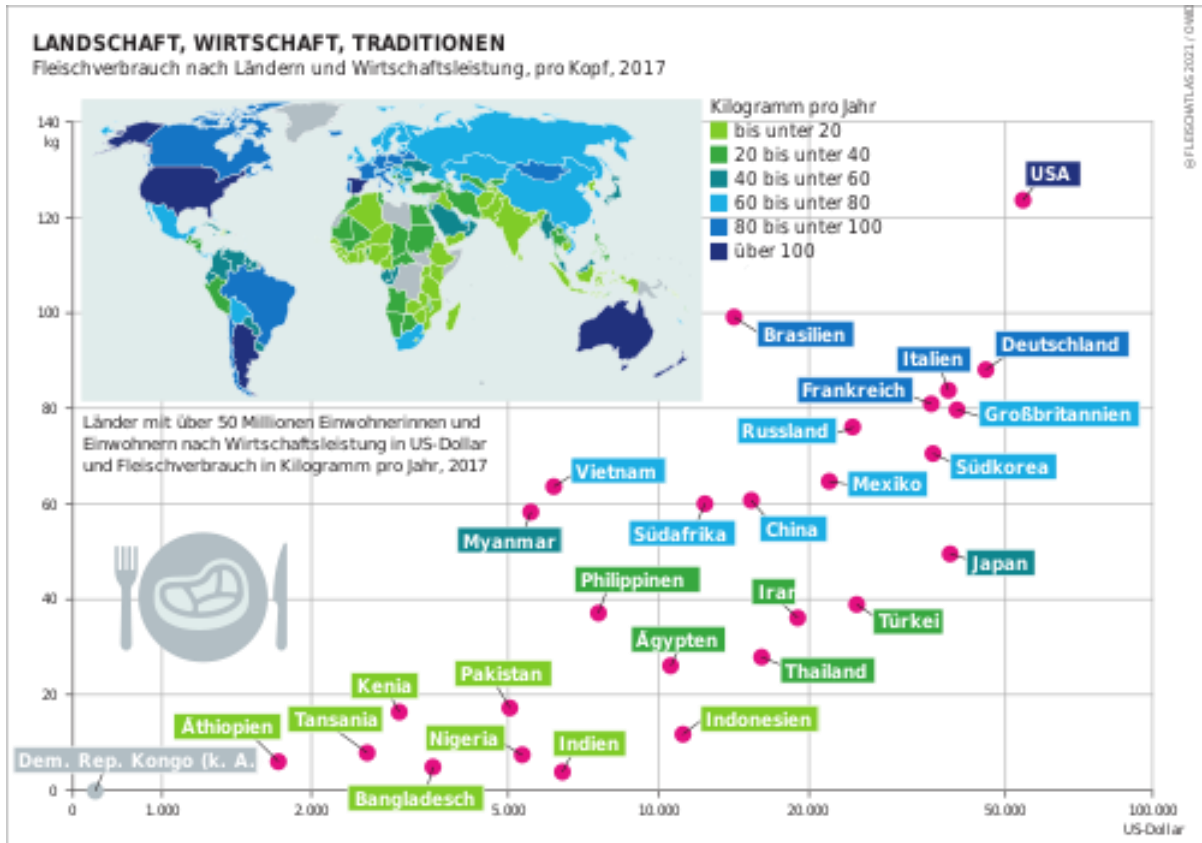 LANDSCHAFT, WIRTSCHAFT, TRADITIONEN
Fleischverbrauch nach Ländern und Wirtschaftsleistung, pro Kopf, 2017
Kilogramm pro Jahr
bis unter 20
20 bis unter 40
40 bis unter 60
60 bis unter 80
80 bis unter 100
über 100
140
kg
120
100
80
60
40
20
0
Länder mit über 50 Millionen Einwohnerinnen und
Einwohnern nach Wirtschaftsleistung in US-Dollar
und Fleischverbrauch in Kilogramm pro Jahr, 2017
USA
Brasilien
Deutschland
Italien
Frankreich
Großbritannien
Russland
Südkorea
Vietnam
Mexiko
Südafrika
China
Myanmar
Japan
Philippinen
Iran
Türkei
Ägypten
Thailand
Pakistan
Kenia
Tansania
Äthiopien
Nigeria
Indien
Indonesien
Dem. Rep. Kongo (k. A.
Bangladesch
0
1.000
2.000
5.000
10.000
20.000
50.000
100.000
US-Dollar
© FLEISCHATLAS 2021 /